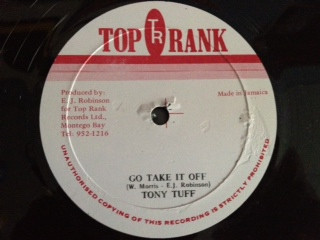 TOP TR RANK
Produced by:
E. J. Robinson
for Top Rank
Records Ltd.,
Montego Bay
Tel: 952-1216
Made in Jamaica
GO TAKE IT OFF
(W. Morris - E.J. Robinson)
TONY TUFF
UNAUTHORISED COPYING OF THIS RECORDING IS STRICTLY PROHIBITED